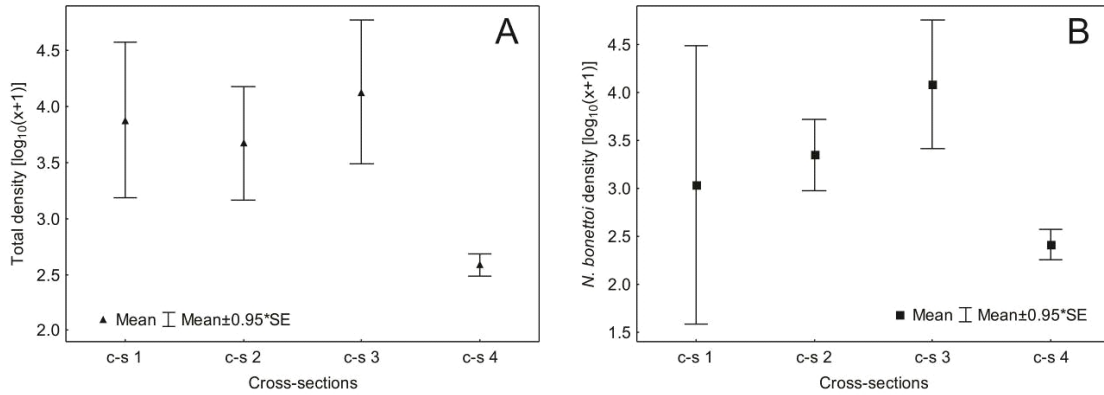 A
Total density [log10(x+1)]
4.5
4.0
3.5
3.0
2.5
2.0
Mean Mean±0.95*SE
c-s 1 c-s 2 c-s 3 c-s 4
Cross-sections
B
N. bonettoi density [log10(x+1)]
4.5
4.0
3.5
3.0
2.5
2.0
1.5
Mean Mean±0.95*SE
c-s 1 c-s 2 c-s 3 c-s 4
Cross-sections